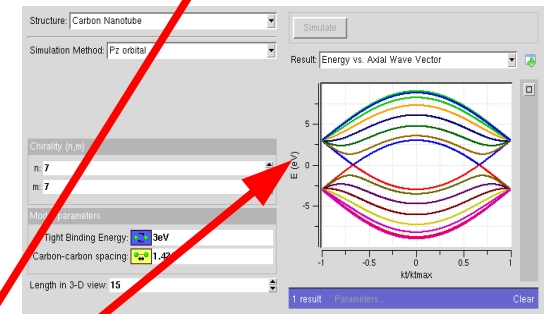 Structure: Carbon Nanotube
Simulation Method: Pz orbital
Chirality (n,m)
n: 7
m: 7
parameters
Tight Binding Energy: 3eV
Carbon-carbon spacing: 1.42
Length in 3-D view: 15
Simulate
Result: Energy vs. Axial Wave Vector
E (eV)
5
0
-5
-1 -0.5 0 0.5 1
kt/ktmax
1 result Parameters... Clear